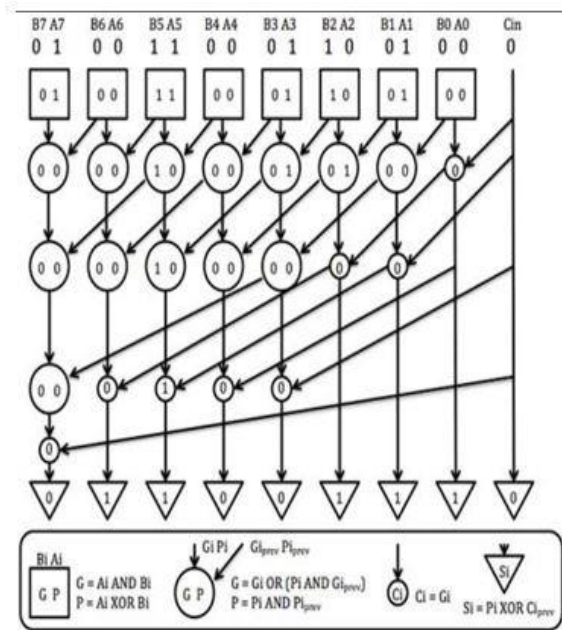 B7 A7 B6 A6 B5 A5 B4 A4 B3 A3 B2 A2 B1 A1 B0 A0 Cin
0 1 0 0 1 1 0 0 0 1 1 0 0 1 0 0 0
0 1 0 0 1 1 0 0 0 1 1 0 0 1 0 0
0 0 0 0 1 0 0 0 0 1 0 1 0 0 0
0 0 0 0 1 0 0 0 0 0 0 0
0 0 0 1 0 0
0
0 1 1 0 0 1 1 1 0
Bi Ai
G P
G = Ai AND Bi
P = Ai XOR Bi
Gi Pi Giprev Piprev
G P
G = Gi OR (Pi AND Giprev)
P = Pi AND Piprev
Ci
Ci = Gi
Si
Si = Pi XOR Ciprev